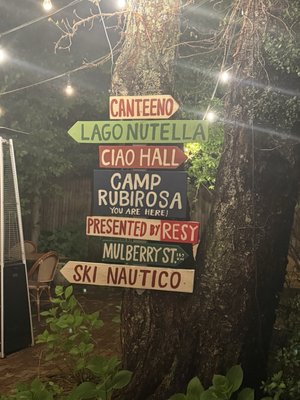 CANTEENO
LAGO NUTELLA
CIAO HALL
CAMP
RUBIROSA
(YOU ARE HERE)
PRESENTED BY RESY
MULBERRY ST.
SKI NAUTICO